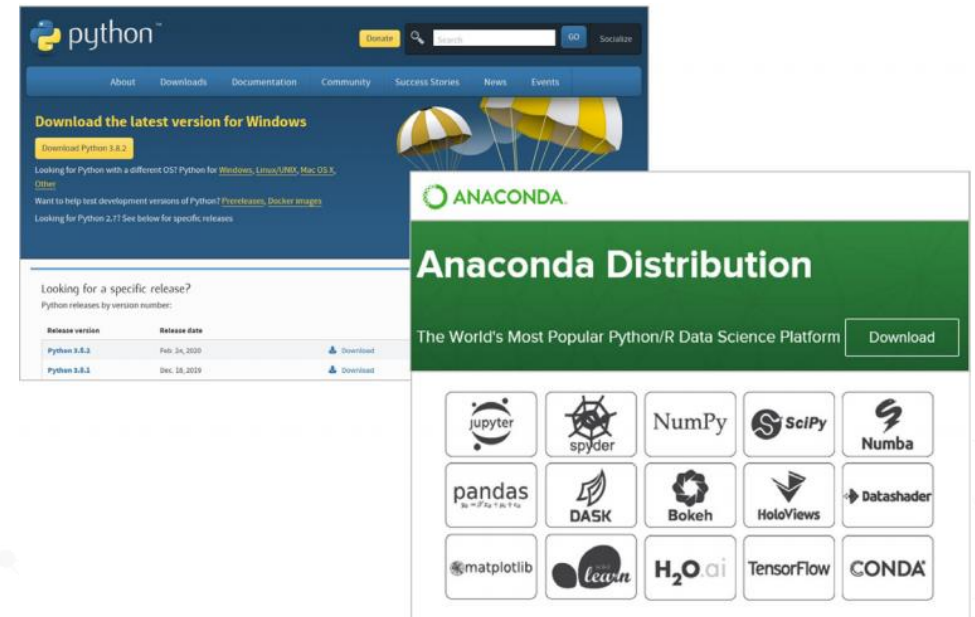 python™
Donate Search GO Socialize
About Downloads Documentation Community Success Stories News Events
Download the latest version for Windows
Download Python 3.8.2
Looking for Python with a different OS? Python for Windows, Linux/UNIX, Mac OS X,
Other
Want to help test development versions of Python? Prereleases, Docker images
Looking for Python 2.7? See below for specific releases
Looking for a specific release?
Python releases by version number:
Release version Release date
Python 3.8.2 Feb. 24, 2020 Download
Python 3.8.1 Dec. 18, 2019 Download
ANACONDA.
Anaconda Distribution
The World's Most Popular Python/R Data Science Platform Download
jupyter spyder NumPy SciPy Numba
pandas DASK Bokeh HoloViews Datashader
matplotlib learn H2O.ai TensorFlow CONDA